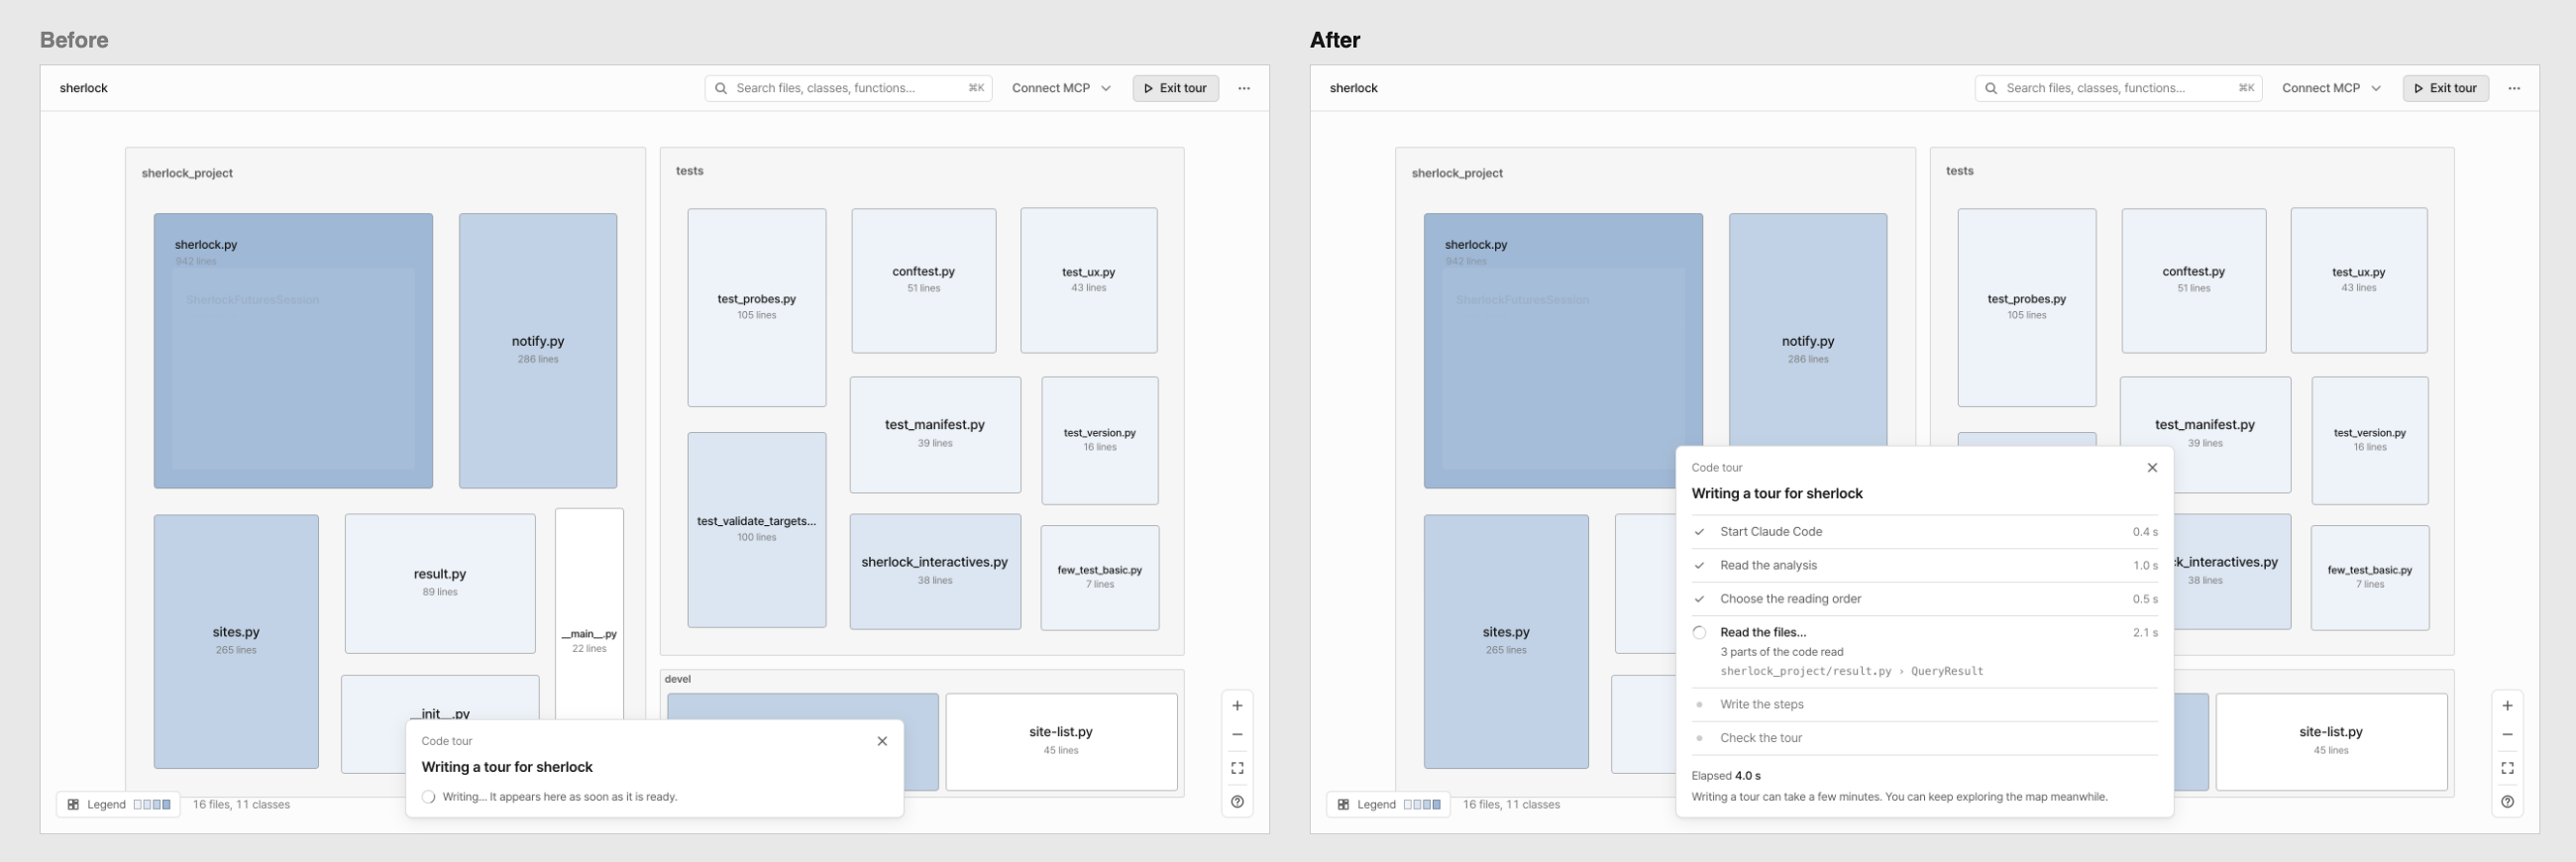 Before
sherlock
Search files, classes, functions...
⌘K
Connect MCP
Exit tour
sherlock_project
sherlock.py
942 lines
SherlockFuturesSession
notify.py
286 lines
sites.py
265 lines
result.py
89 lines
__main__.py
22 lines
__init__.py
tests
test_probes.py
105 lines
conftest.py
51 lines
test_ux.py
43 lines
test_manifest.py
39 lines
test_version.py
16 lines
test_validate_targets...
100 lines
sherlock_interactives.py
38 lines
few_test_basic.py
7 lines
devel
site-list.py
45 lines
Code tour
Writing a tour for sherlock
Writing... It appears here as soon as it is ready.
Legend
16 files, 11 classes
After
sherlock
Search files, classes, functions...
⌘K
Connect MCP
Exit tour
sherlock_project
sherlock.py
942 lines
SherlockFuturesSession
notify.py
286 lines
sites.py
265 lines
tests
test_probes.py
105 lines
conftest.py
51 lines
test_ux.py
43 lines
test_manifest.py
39 lines
test_version.py
16 lines
k_interactives.py
38 lines
few_test_basic.py
7 lines
site-list.py
45 lines
Code tour
Writing a tour for sherlock
Start Claude Code 0.4 s
Read the analysis 1.0 s
Choose the reading order 0.5 s
Read the files... 2.1 s
3 parts of the code read
sherlock_project/result.py › QueryResult
Write the steps
Check the tour
Elapsed 4.0 s
Writing a tour can take a few minutes. You can keep exploring the map meanwhile.
Legend
16 files, 11 classes